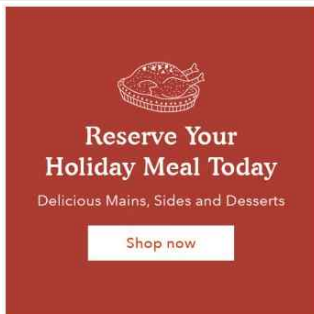 Reserve Your
Holiday Meal Today
Delicious Mains, Sides and Desserts
Shop now